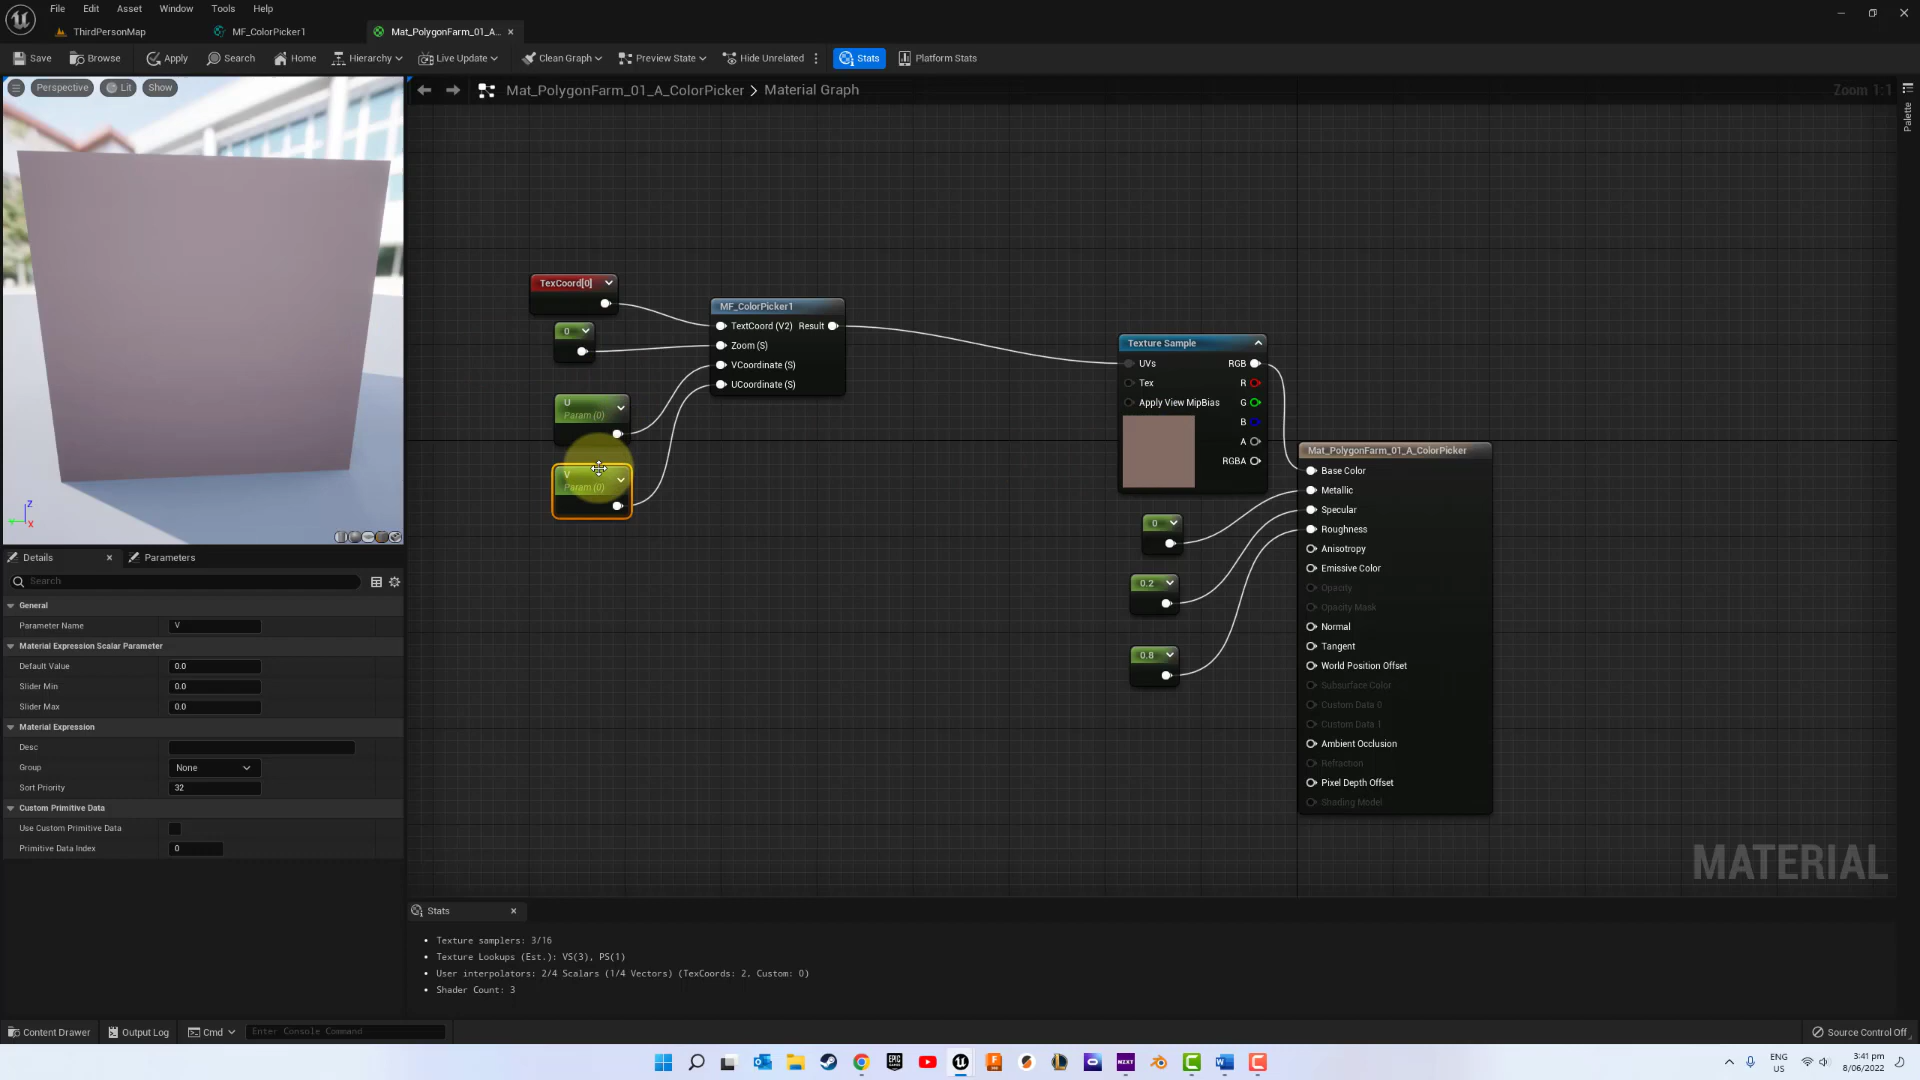 File Edit Asset Window Tools Help
ThirdPersonMap MF_ColorPicker1 Mat_PolygonFarm_01_A...
Save Browse Apply Search Home Hierarchy Live Update Clean Graph Preview State Hide Unrelated Stats Platform Stats
Perspective Lit Show
Mat_PolygonFarm_01_A_ColorPicker > Material Graph
Zoom 1:1
Palette
TexCoord[0]
0
MF_ColorPicker1
TextCoord (V2) Result
Zoom (S)
VCoordinate (S)
UCoordinate (S)
U
Param (0)
V
Param (0)
Texture Sample
UVs RGB
Tex R
Apply View MipBias G
B
A
RGBA
0
0.2
0.8
Mat_PolygonFarm_01_A_ColorPicker
Base Color
Metallic
Specular
Roughness
Anisotropy
Emissive Color
Opacity
Opacity Mask
Normal
Tangent
World Position Offset
Subsurface Color
Custom Data 0
Custom Data 1
Ambient Occlusion
Refraction
Pixel Depth Offset
Shading Model
MATERIAL
Z
Y
X
Details Parameters
Search
General
Parameter Name V
Material Expression Scalar Parameter
Default Value 0.0
Slider Min 0.0
Slider Max 0.0
Material Expression
Desc
Group None
Sort Priority 32
Custom Primitive Data
Use Custom Primitive Data
Primitive Data Index 0
Stats
Texture samplers: 3/16
Texture Lookups (Est.): VS(3), PS(1)
User interpolators: 2/4 Scalars (1/4 Vectors) (TexCoords: 2, Custom: 0)
Shader Count: 3
Content Drawer Output Log Cmd Enter Console Command Source Control Off
ENG
US
3:41 pm
8/06/2022